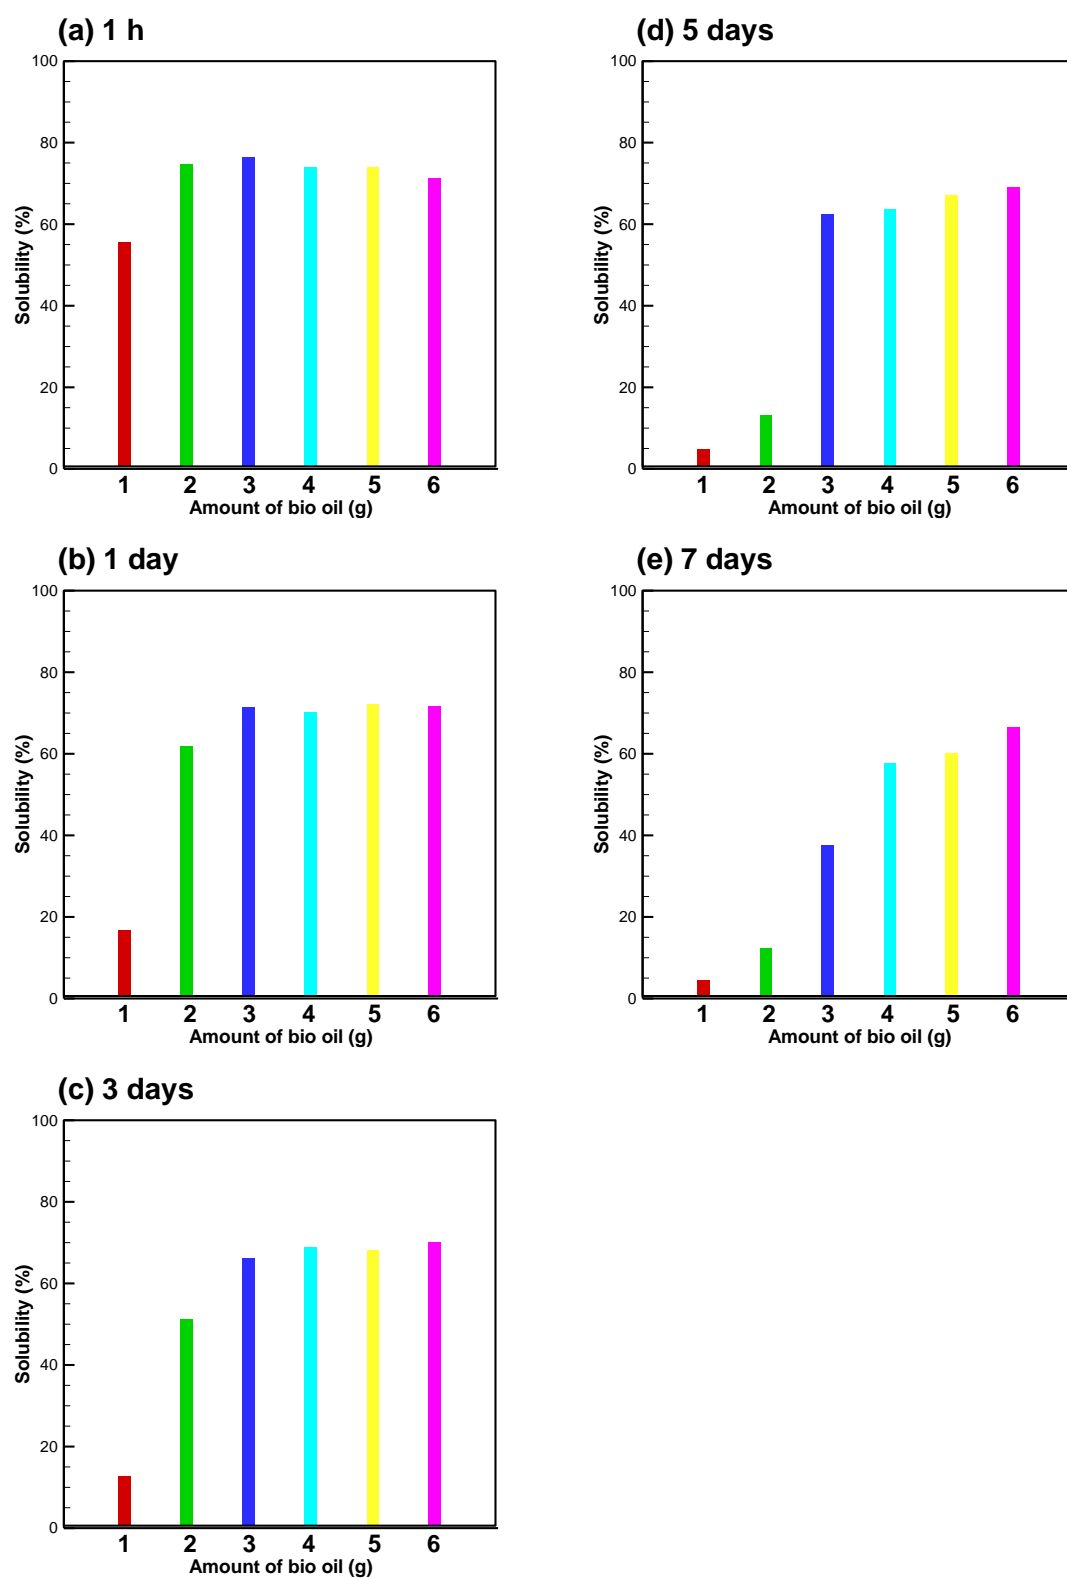 (a) 1 h
100
80
60
40
20
0
Solubility (%)
1 2 3 4 5 6
Amount of bio oil (g)
(b) 1 day
100
80
60
40
20
0
Solubility (%)
1 2 3 4 5 6
Amount of bio oil (g)
(c) 3 days
100
80
60
40
20
0
Solubility (%)
1 2 3 4 5 6
Amount of bio oil (g)
(d) 5 days
100
80
60
40
20
0
Solubility (%)
1 2 3 4 5 6
Amount of bio oil (g)
(e) 7 days
100
80
60
40
20
0
Solubility (%)
1 2 3 4 5 6
Amount of bio oil (g)